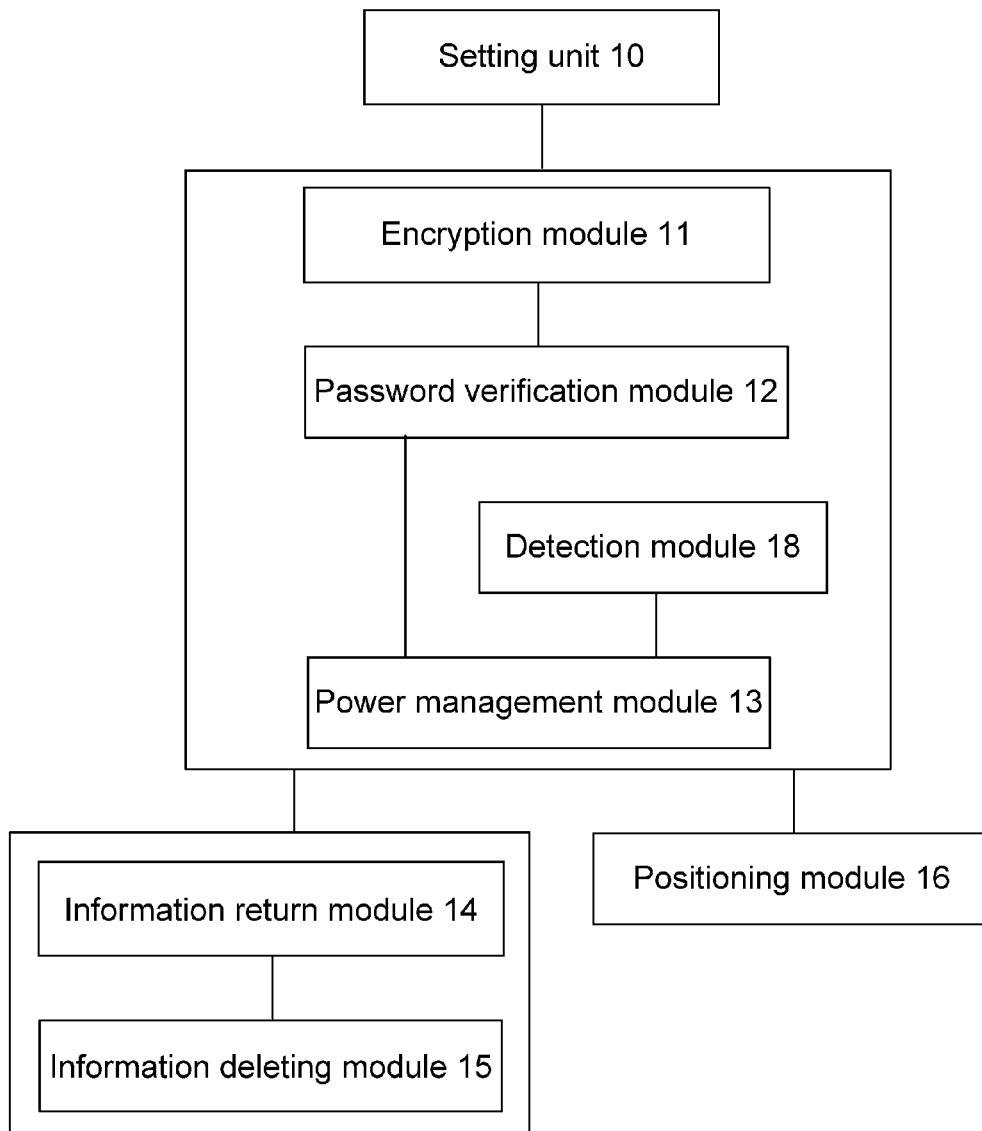 Setting unit 10
Encryption module 11
Password verification module 12
Detection module 18
Power management module 13
Information return module 14
Positioning module 16
Information deleting module 15